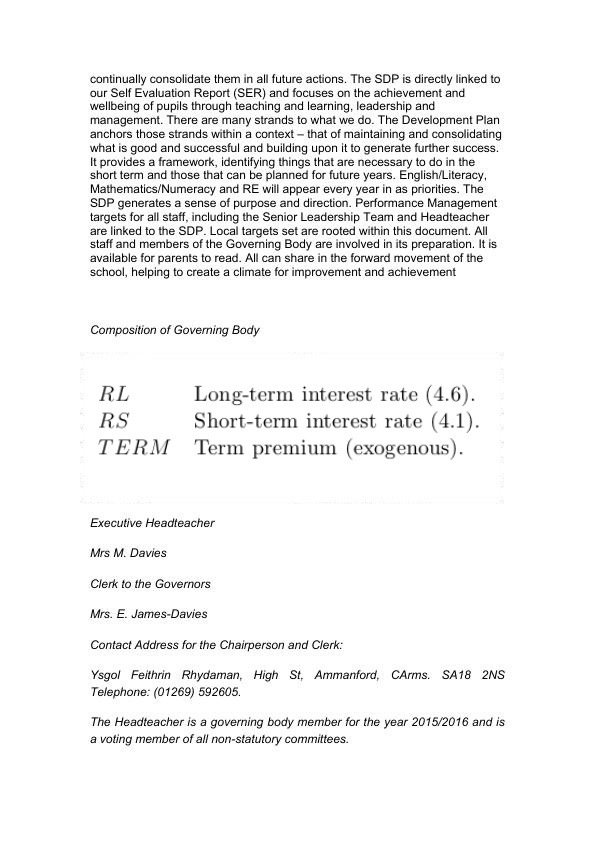 continually consolidate them in all future actions. The SDP is directly linked to
our Self Evaluation Report (SER) and focuses on the achievement and
wellbeing of pupils through teaching and learning, leadership and
management. There are many strands to what we do. The Development Plan
anchors those strands within a context – that of maintaining and consolidating
what is good and successful and building upon it to generate further success.
It provides a framework, identifying things that are necessary to do in the
short term and those that can be planned for future years. English/Literacy,
Mathematics/Numeracy and RE will appear every year in as priorities. The
SDP generates a sense of purpose and direction. Performance Management
targets for all staff, including the Senior Leadership Team and Headteacher
are linked to the SDP. Local targets set are rooted within this document. All
staff and members of the Governing Body are involved in its preparation. It is
available for parents to read. All can share in the forward movement of the
school, helping to create a climate for improvement and achievement
Composition of Governing Body
RL Long-term interest rate (4.6).
RS Short-term interest rate (4.1).
TERM Term premium (exogenous).
Executive Headteacher
Mrs M. Davies
Clerk to the Governors
Mrs. E. James-Davies
Contact Address for the Chairperson and Clerk:
Ysgol Feithrin Rhydaman, High St, Ammanford, CArms. SA18 2NS
Telephone: (01269) 592605.
The Headteacher is a governing body member for the year 2015/2016 and is
a voting member of all non-statutory committees.